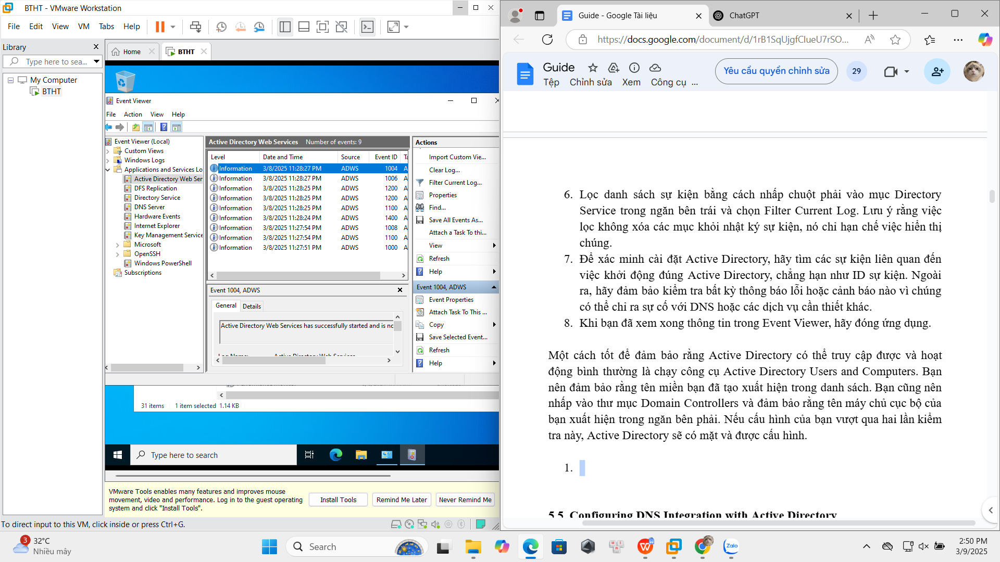 BTHT - VMware Workstation
File Edit View VM Tabs Help
Library
Type here to sea...
My Computer
BTHT
Home
BTHT
Event Viewer
File Action View Help
Event Viewer (Local)
Custom Views
Windows Logs
Applications and Services Lo
Active Directory Web Ser
DFS Replication
Directory Service
DNS Server
Hardware Events
Internet Explorer
Key Management Service
Microsoft
OpenSSH
Windows PowerShell
Subscriptions
Active Directory Web Services Number of events: 9
Level Date and Time Source Event ID Ta
Information 3/8/2025 11:28:27 PM ADWS 1004 A
Information 3/8/2025 11:28:27 PM ADWS 1006 A
Information 3/8/2025 11:28:25 PM ADWS 1200 A
Information 3/8/2025 11:28:25 PM ADWS 1200 A
Information 3/8/2025 11:28:25 PM ADWS 1100 A
Information 3/8/2025 11:28:24 PM ADWS 1400 A
Information 3/8/2025 11:27:54 PM ADWS 1008 A
Information 3/8/2025 11:27:54 PM ADWS 1100 A
Information 3/8/2025 11:27:51 PM ADWS 1000 A
Event 1004, ADWS
General Details
Active Directory Web Services has successfully started and is no
Actions
Import Custom Vie...
Clear Log...
Filter Current Log...
Properties
Find...
Save All Events As...
Attach a Task To thi...
View
Refresh
Help
Event 1004, ADWS
Event Properties
Attach Task To This ...
Copy
Save Selected Event...
Refresh
Help
31 items 1 item selected 1.14 KB
Type here to search
VMware Tools enables many features and improves mouse
movement, video and performance. Log in to the guest operating
system and click "Install Tools".
Install Tools
Remind Me Later
Never Remind Me
To direct input to this VM, click inside or press Ctrl+G.
Guide - Google Tài liệu
ChatGPT
https://docs.google.com/document/d/1rB1SqUjgfCIueU7rSO...
Guide
Tệp Chỉnh sửa Xem Công cụ ...
Yêu cầu quyền chỉnh sửa
29
6. Lọc danh sách sự kiện bằng cách nhấp chuột phải vào mục Directory
Service trong ngăn bên trái và chọn Filter Current Log. Lưu ý rằng việc
lọc không xóa các mục khỏi nhật ký sự kiện, nó chỉ hạn chế việc hiển thị
chúng.
7. Để xác minh cài đặt Active Directory, hãy tìm các sự kiện liên quan đến
việc khởi động đúng Active Directory, chẳng hạn như ID sự kiện. Ngoài
ra, hãy đảm bảo kiểm tra bất kỳ thông báo lỗi hoặc cảnh báo nào vì chúng
có thể chỉ ra sự cố với DNS hoặc các dịch vụ cần thiết khác.
8. Khi bạn đã xem xong thông tin trong Event Viewer, hãy đóng ứng dụng.
Một cách tốt để đảm bảo rằng Active Directory có thể truy cập được và hoạt
động bình thường là chạy công cụ Active Directory Users and Computers. Bạn
nên đảm bảo rằng tên miền bạn đã tạo xuất hiện trong danh sách. Bạn cũng nên
nhấp vào thư mục Domain Controllers và đảm bảo rằng tên máy chủ cục bộ của
bạn xuất hiện trong ngăn bên phải. Nếu cấu hình của bạn vượt qua hai lần kiểm
tra này, Active Directory sẽ có mặt và được cấu hình.
1.
5.5. Configuring DNS Integration with Active Directory
3
32°C
Nhiều mây
Search
Zalo
2:50 PM
3/9/2025